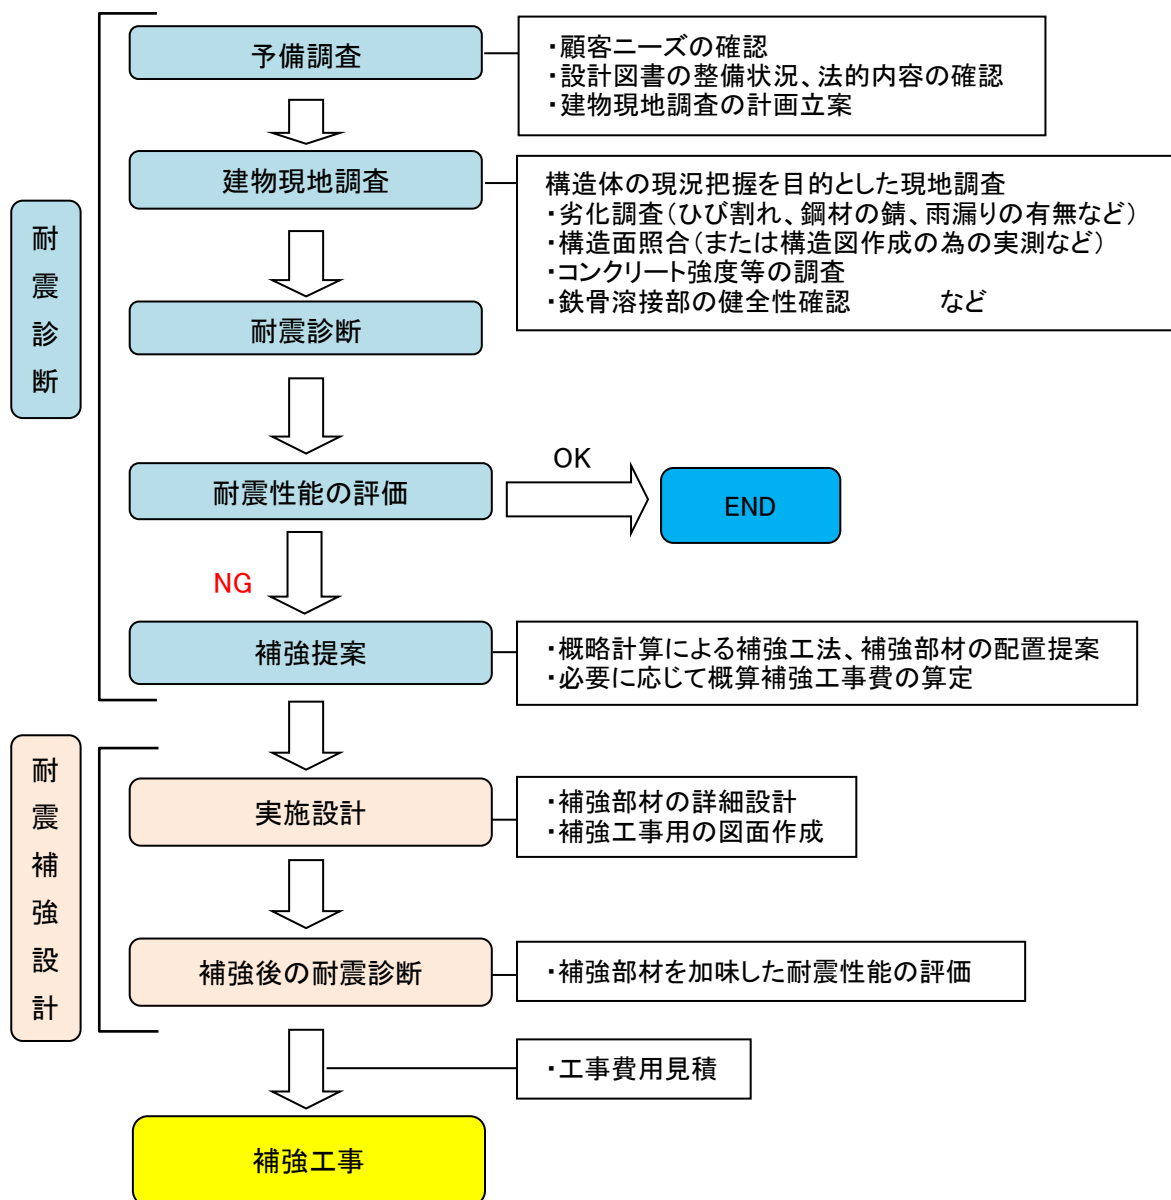 予備調査
・顧客ニーズの確認
・設計図書の整備状況、法的内容の確認
・建物現地調査の計画立案
建物現地調査
構造体の現況把握を目的とした現地調査
・劣化調査(ひび割れ、鋼材の錆、雨漏りの有無など)
・構造面照合(または構造図作成の為の実測など)
・コンクリート強度等の調査
・鉄骨溶接部の健全性確認　　　など
耐震診断
耐震診断
耐震性能の評価
OK
END
NG
補強提案
・概略計算による補強工法、補強部材の配置提案
・必要に応じて概算補強工事費の算定
耐震補強設計
実施設計
・補強部材の詳細設計
・補強工事用の図面作成
補強後の耐震診断
・補強部材を加味した耐震性能の評価
・工事費用見積
補強工事